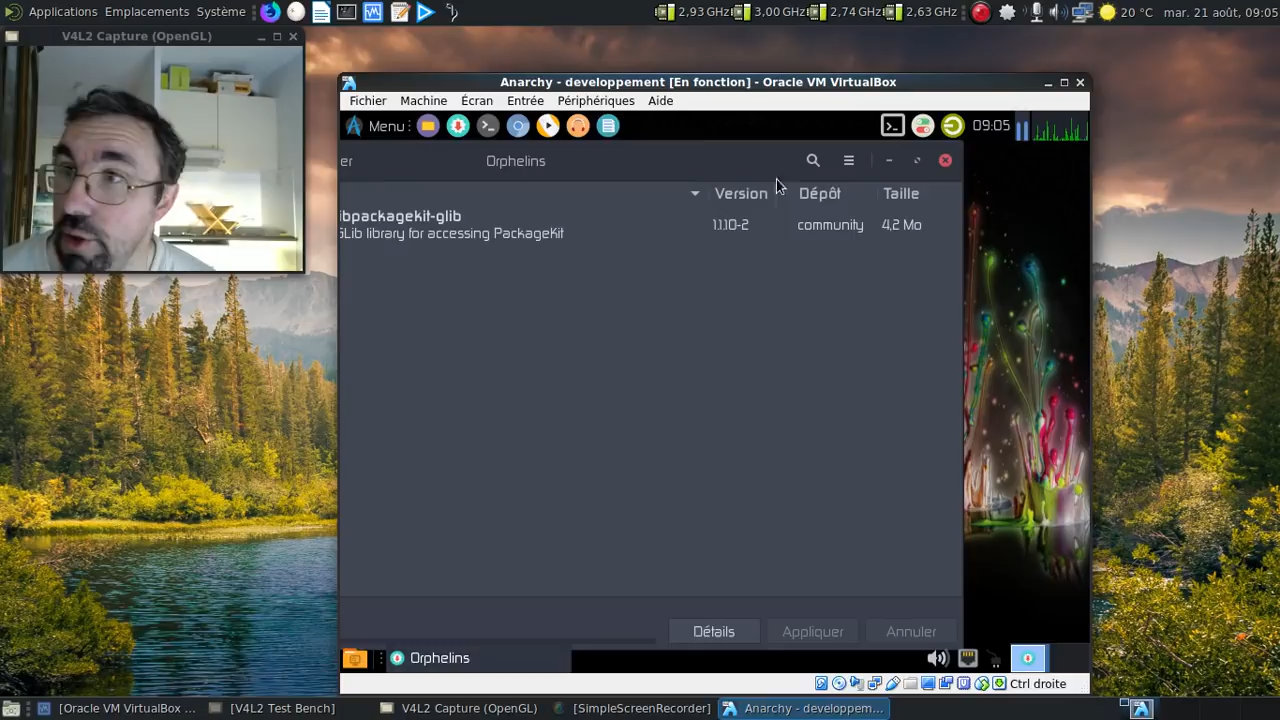 Applications Emplacements Système 2,93 GHz 3,00 GHz 2,74 GHz 2,63 GHz 20 °C mar. 21 août, 09:05
V4L2 Capture (OpenGL)
Anarchy - developpement [En fonction] - Oracle VM VirtualBox
Fichier Machine Écran Entrée Périphériques Aide
Menu 09:05
er Orphelins
Version Dépôt Taille
ibpackagekit-glib 1.1.10-2 community 4,2 Mo
GLib library for accessing PackageKit
Détails Appliquer Annuler
Orphelins
Ctrl droite
[Oracle VM VirtualBox ... [V4L2 Test Bench] V4L2 Capture (OpenGL) [SimpleScreenRecorder] Anarchy - developpem...